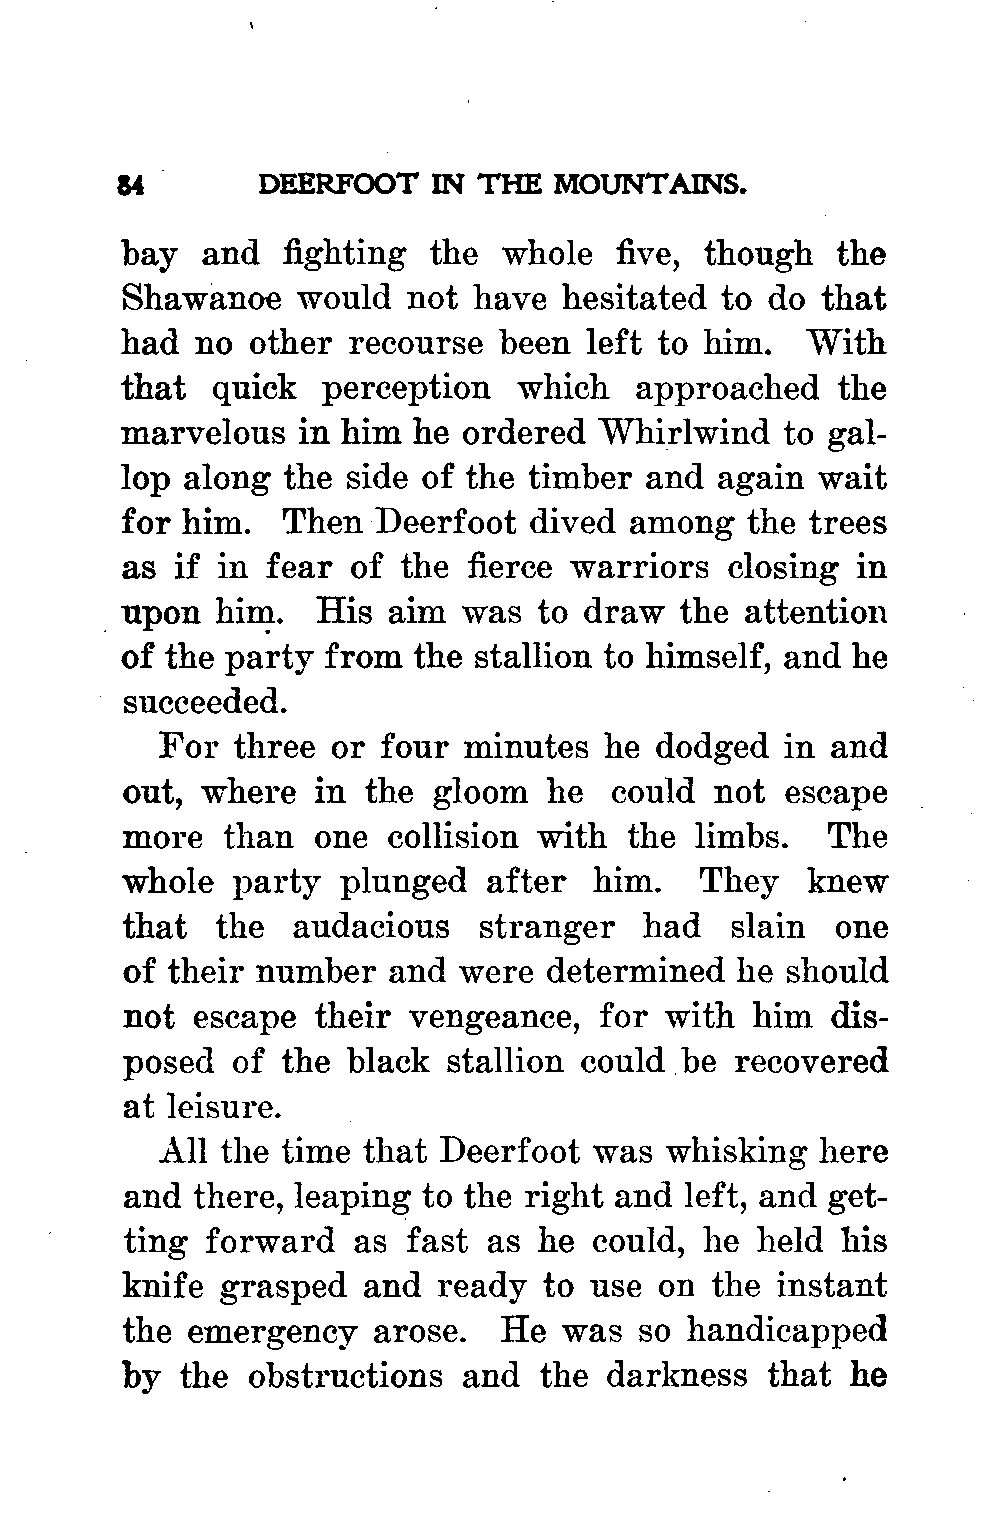 84 DEERFOOT IN THE MOUNTAINS.
bay and fighting the whole five, though the
Shawanoe would not have hesitated to do that
had no other recourse been left to him. With
that quick perception which approached the
marvelous in him he ordered Whirlwind to gal-
lop along the side of the timber and again wait
for him. Then Deerfoot dived among the trees
as if in fear of the fierce warriors closing in
upon him. His aim was to draw the attention
of the party from the stallion to himself, and he
succeeded.
For three or four minutes he dodged in and
out, where in the gloom he could not escape
more than one collision with the limbs. The
whole party plunged after him. They knew
that the audacious stranger had slain one
of their number and were determined he should
not escape their vengeance, for with him dis-
posed of the black stallion could be recovered
at leisure.
All the time that Deerfoot was whisking here
and there, leaping to the right and left, and get-
ting forward as fast as he could, he held his
knife grasped and ready to use on the instant
the emergency arose. He was so handicapped
by the obstructions and the darkness that he